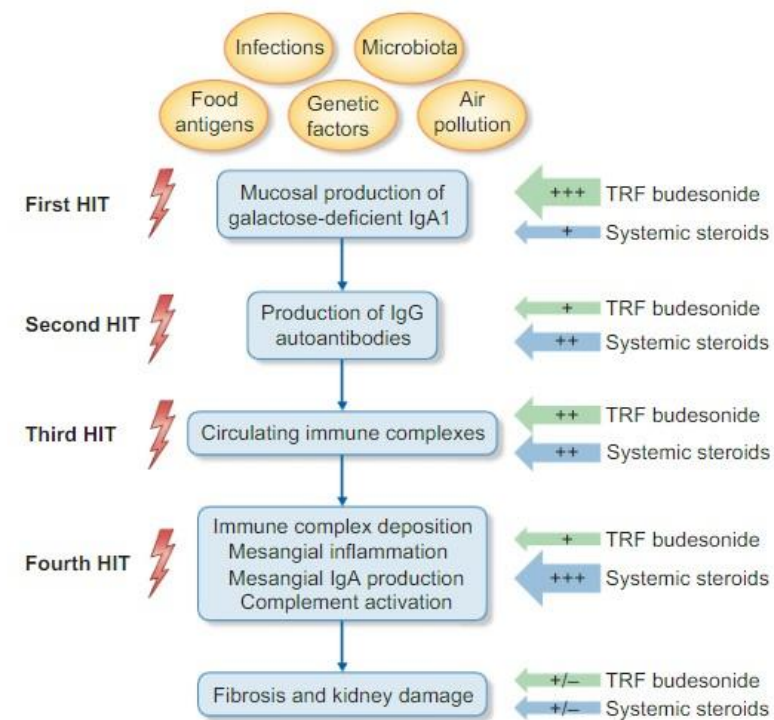 Infections
Microbiota
Food
antigens
Genetic
factors
Air
pollution
First HIT
Mucosal production of
galactose-deficient IgA1
+++ TRF budesonide
+ Systemic steroids
Second HIT
Production of IgG
autoantibodies
+ TRF budesonide
++ Systemic steroids
Third HIT
Circulating immune complexes
++ TRF budesonide
++ Systemic steroids
Fourth HIT
Immune complex deposition
Mesangial inflammation
Mesangial IgA production
Complement activation
+ TRF budesonide
+++ Systemic steroids
Fibrosis and kidney damage
+/– TRF budesonide
+/– Systemic steroids